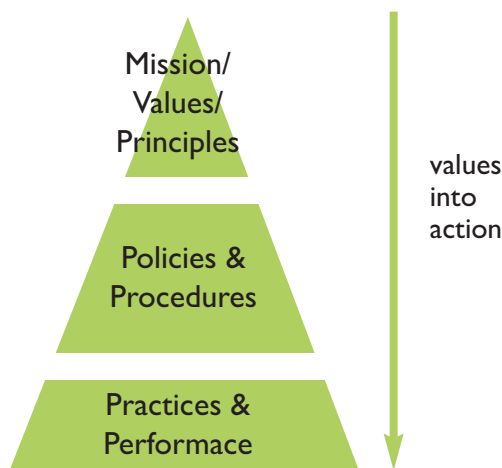 Mission/
Values/
Principles
values
into
action
Policies &
Procedures
Practices &
Performace